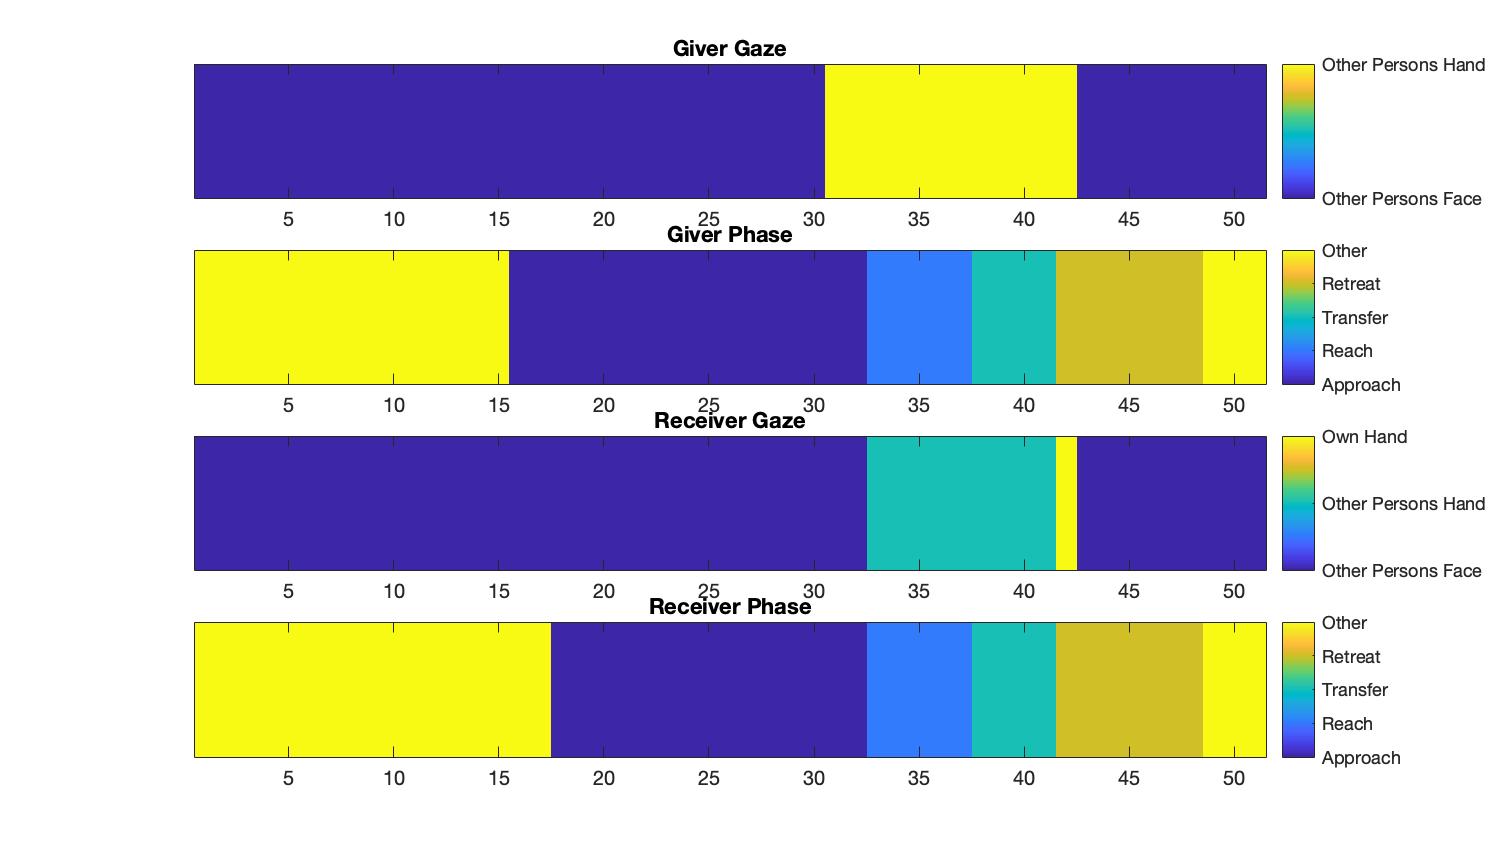 Giver Gaze
Other Persons Hand
Other Persons Face
5 10 15 20 25 30 35 40 45 50
Giver Phase
Other
Retreat
Transfer
Reach
Approach
5 10 15 20 25 30 35 40 45 50
Receiver Gaze
Own Hand
Other Persons Hand
Other Persons Face
5 10 15 20 25 30 35 40 45 50
Receiver Phase
Other
Retreat
Transfer
Reach
Approach
5 10 15 20 25 30 35 40 45 50